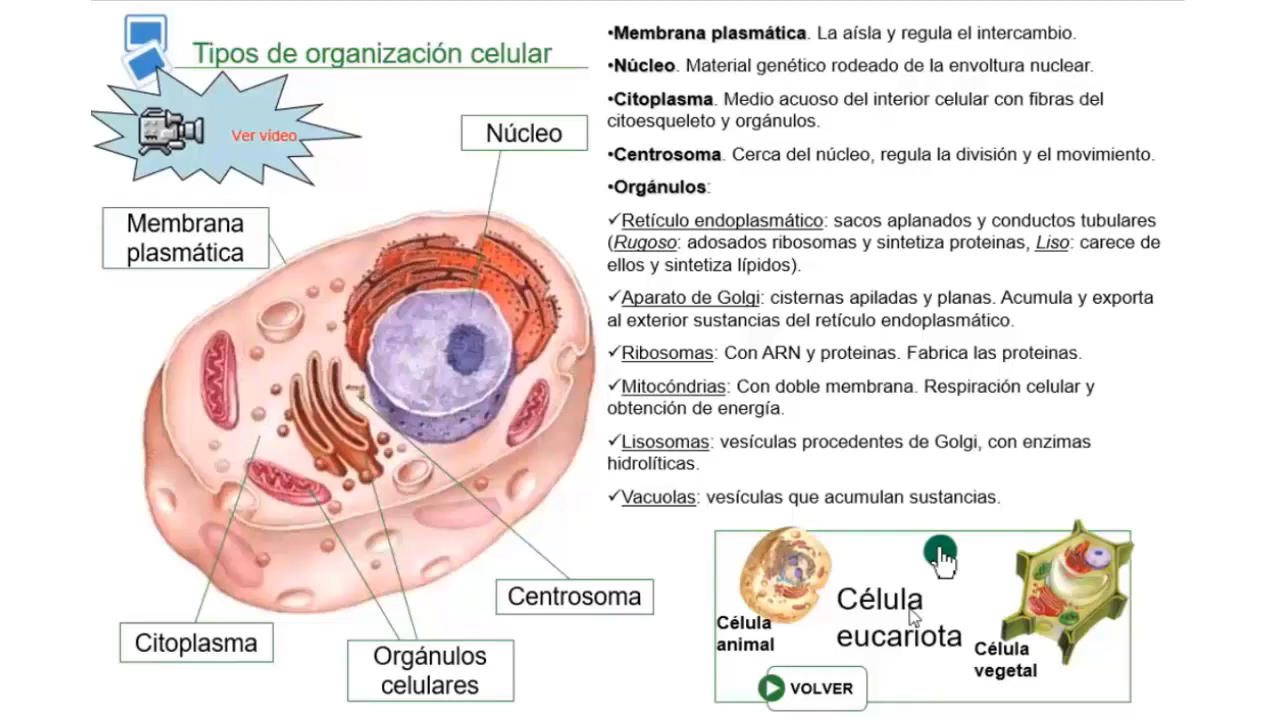 Tipos de organización celular
Ver vídeo
Núcleo
Membrana
plasmática
Centrosoma
Citoplasma
Orgánulos
celulares
•Membrana plasmática. La aísla y regula el intercambio.
•Núcleo. Material genético rodeado de la envoltura nuclear.
•Citoplasma. Medio acuoso del interior celular con fibras del
citoesqueleto y orgánulos.
•Centrosoma. Cerca del núcleo, regula la división y el movimiento.
•Orgánulos:
✓Retículo endoplasmático: sacos aplanados y conductos tubulares
(Rugoso: adosados ribosomas y sintetiza proteinas, Liso: carece de
ellos y sintetiza lípidos).
✓Aparato de Golgi: cisternas apiladas y planas. Acumula y exporta
al exterior sustancias del retículo endoplasmático.
✓Ribosomas: Con ARN y proteinas. Fabrica las proteinas.
✓Mitocóndrias: Con doble membrana. Respiración celular y
obtención de energía.
✓Lisosomas: vesículas procedentes de Golgi, con enzimas
hidrolíticas.
✓Vacuolas: vesículas que acumulan sustancias.
Célula
animal
Célula
eucariota
Célula
vegetal
VOLVER